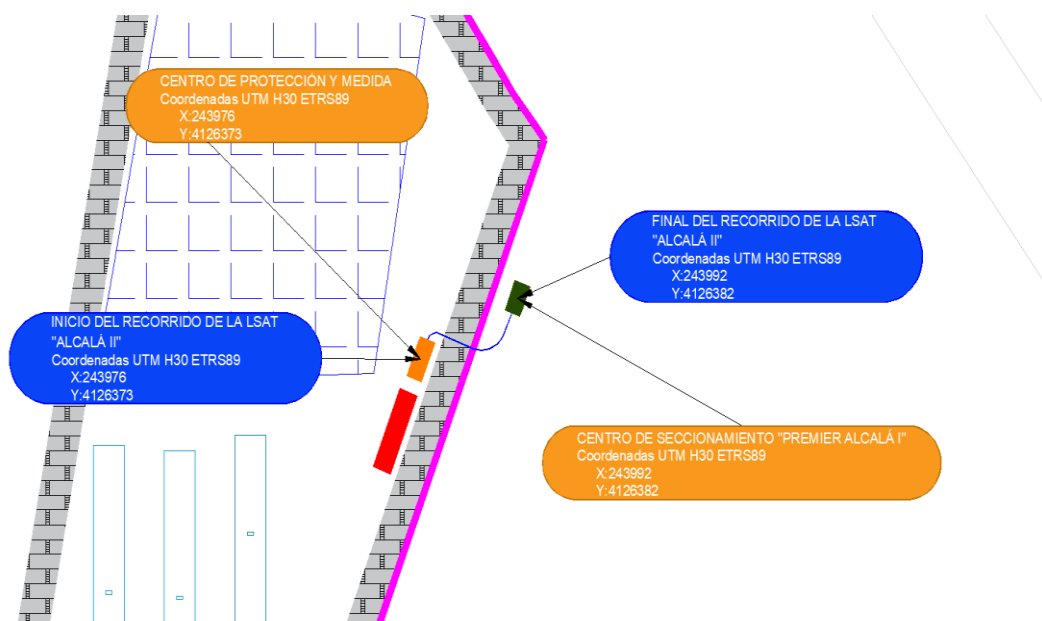 CENTRO DE PROTECCIÓN Y MEDIDA
Coordenadas UTM H30 ETRS89
X:243976
Y:4126373
FINAL DEL RECORRIDO DE LA LSAT
"ALCALÁ II"
Coordenadas UTM H30 ETRS89
X:243992
Y:4126382
INICIO DEL RECORRIDO DE LA LSAT
"ALCALÁ II"
Coordenadas UTM H30 ETRS89
X:243976
Y:4126373
CENTRO DE SECCIONAMIENTO "PREMIER ALCALÁ I"
Coordenadas UTM H30 ETRS89
X:243992
Y:4126382